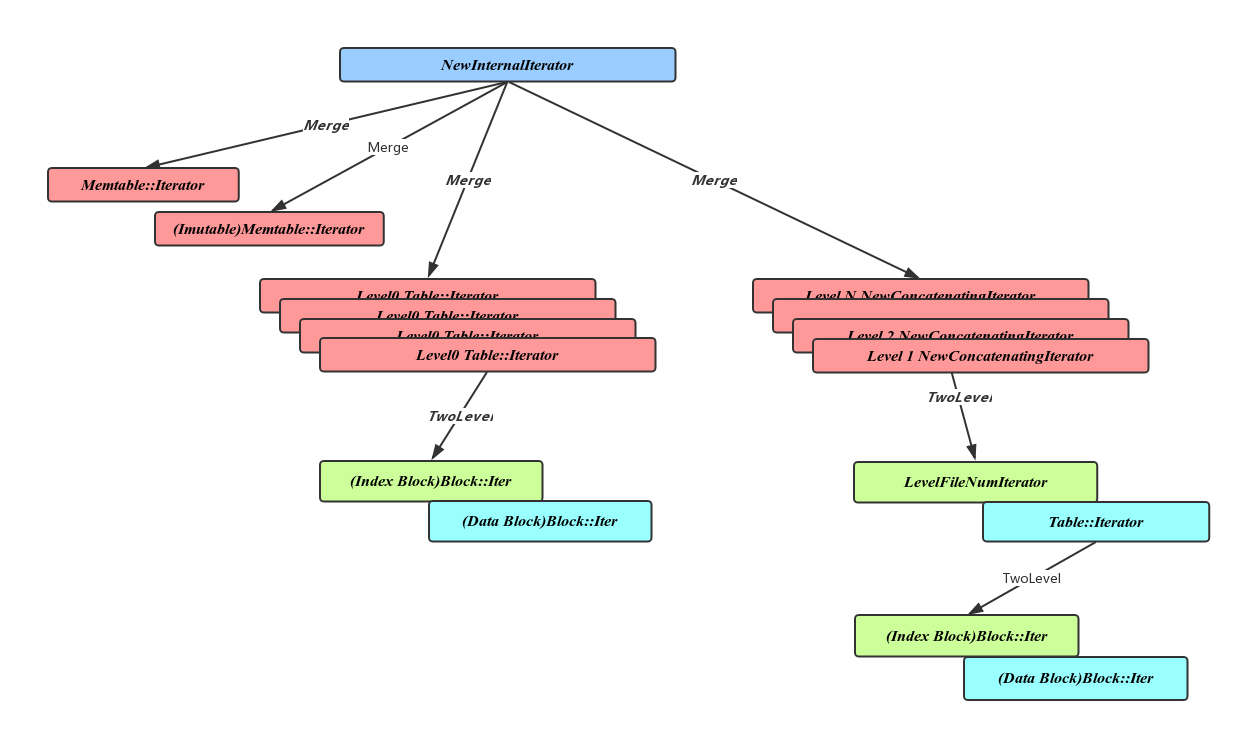 NewInternalIterator
Merge
Merge
Merge
Merge
Memtable::Iterator
(Imutable)Memtable::Iterator
Level0 Table::Iterator
Level0 Table::Iterator
Level0 Table::Iterator
Level0 Table::Iterator
Level N NewConcatenatingIterator
Level 2 NewConcatenatingIterator
Level 1 NewConcatenatingIterator
TwoLevel
TwoLevel
(Index Block)Block::Iter
(Data Block)Block::Iter
LevelFileNumIterator
Table::Iterator
TwoLevel
(Index Block)Block::Iter
(Data Block)Block::Iter